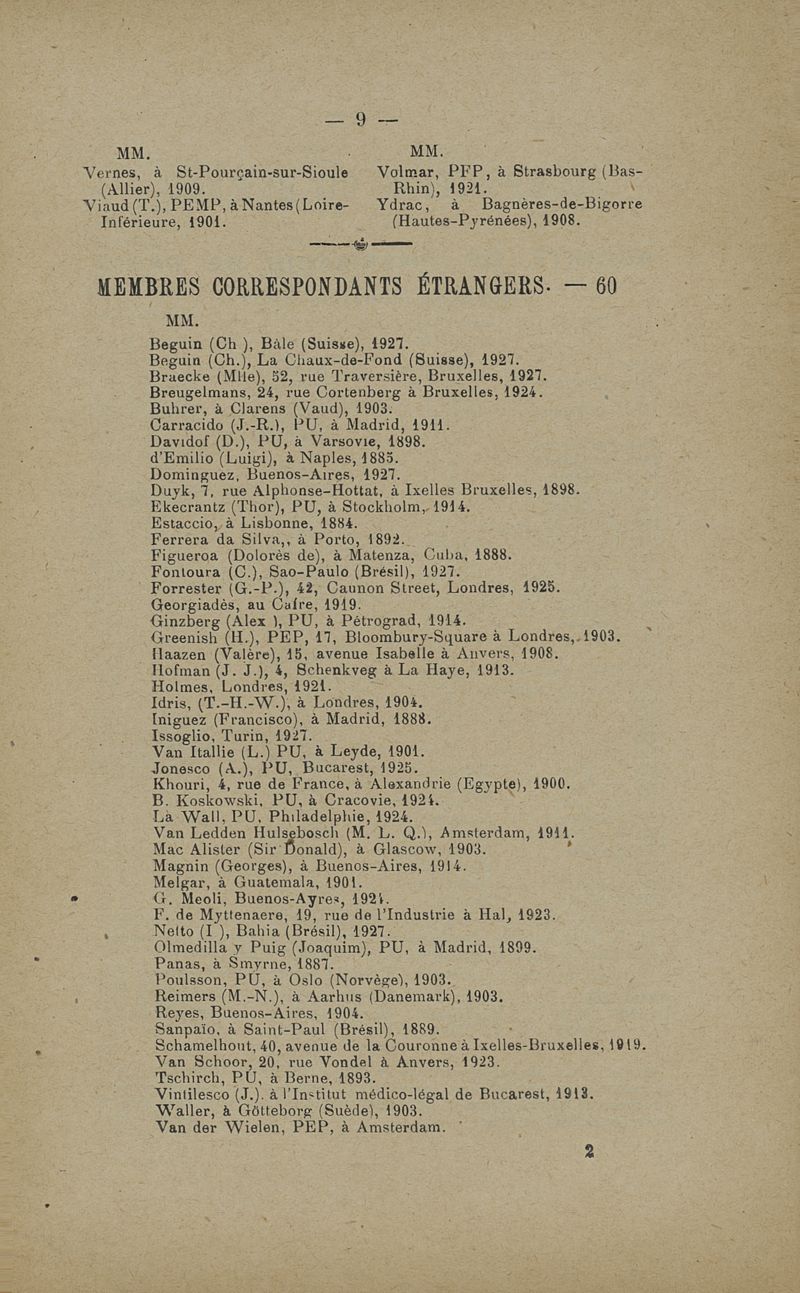 — 9 —
MM.
Vernes, à St-Pourçain-sur-Sioule
(Allier), 1909.
Viaud (T.), PEMP, à Nantes (Loire-
Inférieure, 1901.
MM.
Volmar, PFP, à Strasbourg (Bas-
Rhin), 1921.
Ydrac, à Bagnères-de-Bigorre
(Hautes-Pyrénées), 1908.
MEMBRES CORRESPONDANTS ÉTRANGERS. — 60
MM.
Beguin (Ch ), Bâle (Suisse), 1927.
Beguin (Ch.), La Chaux-de-Fond (Suisse), 1927.
Braecke (Mlle), 52, rue Traversière, Bruxelles, 1927.
Breugelmans, 24, rue Cortenberg à Bruxelles, 1924.
Buhrer, à Clarens (Vaud), 1903.
Carracido (J.-R.), PU, à Madrid, 1911.
Davidof (D.), PU, à Varsovie, 1898.
d'Emilio (Luigi), à Naples, 1885.
Dominguez, Buenos-Aires, 1927.
Duyk, 7, rue Alphonse-Hottat, à Ixelles Bruxelles, 1898.
Ekecrantz (Thor), PU, à Stockholm, 1914.
Estaccio, à Lisbonne, 1884.
Ferrera da Silva,, à Porto, 1892.
Figueroa (Dolorès de), à Matenza, Cuba, 1888.
Fontoura (C.), Sao-Paulo (Brésil), 1927.
Forrester (G.-P.), 42, Caunon Street, Londres, 1925.
Georgiadès, au Caire, 1919.
Ginzberg (Alex ), PU, à Pétrograd, 1914.
Greenish (H.), PEP, 17, Bloombury-Square à Londres, 1903.
Haazen (Valère), 15, avenue Isabelle à Anvers, 1908.
Hofman (J. J.), 4, Schenkveg à La Haye, 1913.
Holmes, Londres, 1921.
Idris, (T.-H.-W.), à Londres, 1904.
Iniguez (Francisco), à Madrid, 1888.
Issoglio, Turin, 1927.
Van Itallie (L.) PU, à Leyde, 1901.
Jonesco (A.), PU, Bucarest, 1925.
Khouri, 4, rue de France, à Alexandrie (Egypte), 1900.
B. Koskowski, PU, à Cracovie, 1924.
La Wall, PU, Philadelphie, 1924.
Van Ledden Hulsebosch (M. L. Q.), Amsterdam, 1911.
Mac Alister (Sir Donald), à Glascow, 1903.
Magnin (Georges), à Buenos-Aires, 1914.
Melgar, à Guatemala, 1901.
G. Meoli, Buenos-Ayres, 1924.
F. de Myttenaere, 19, rue de l'Industrie à Hal, 1923.
Netto (I ), Bahia (Brésil), 1927.
Olmedilla y Puig (Joaquim), PU, à Madrid, 1899.
Panas, à Smyrne, 1887.
Poulsson, PU, à Oslo (Norvège), 1903.
Reimers (M.-N.), à Aarhus (Danemark), 1903.
Reyes, Buenos-Aires, 1904.
Sanpaïo, à Saint-Paul (Brésil), 1889.
Schamelhout, 40, avenue de la Couronne à Ixelles-Bruxelles, 1919.
Van Schoor, 20, rue Vondel à Anvers, 1923.
Tschirch, PU, à Berne, 1893.
Vintilesco (J.). à l'Institut médico-légal de Bucarest, 1913.
Waller, à Götteborg (Suède), 1903.
Van der Wielen, PEP, à Amsterdam.
2